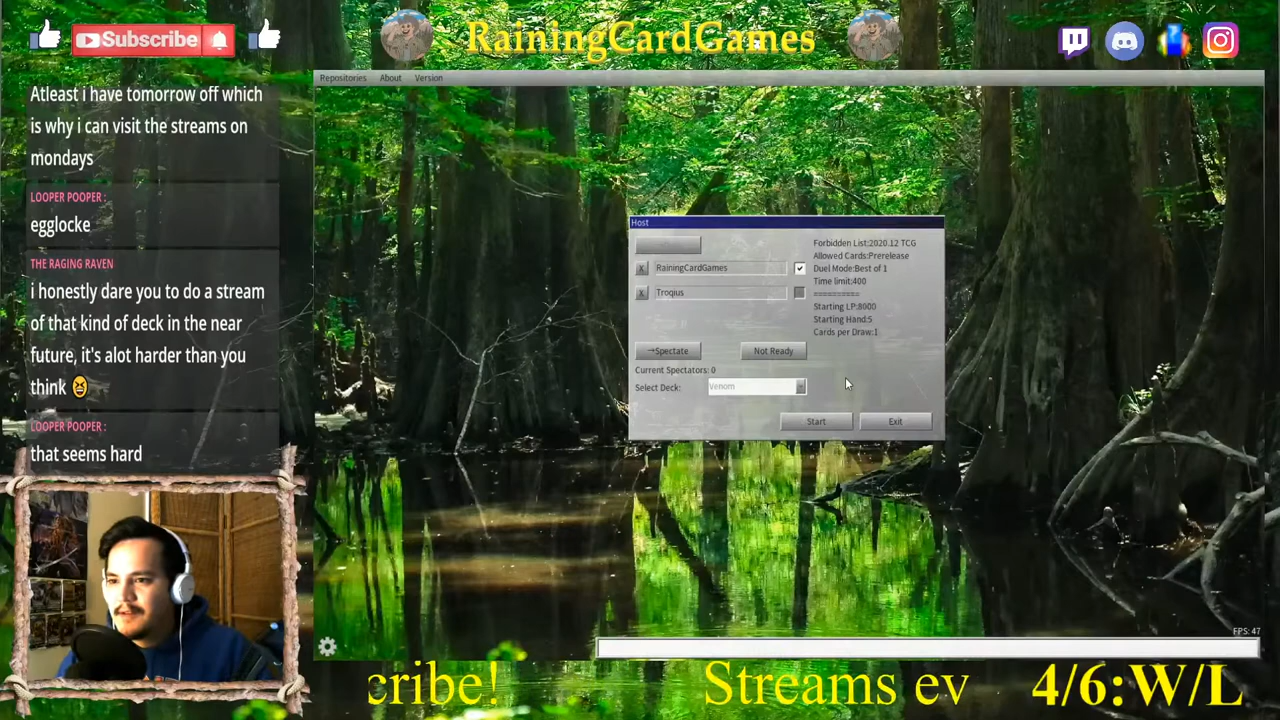 Subscribe
RainingCardGames
Repositories About Version
Atleast i have tomorrow off which
is why i can visit the streams on
mondays
LOOPER POOPER :
egglocke
THE RAGING RAVEN
i honestly dare you to do a stream
of that kind of deck in the near
future, it's alot harder than you
think
LOOPER POOPER :
that seems hard
Host
X RainingCardGames
X Troqius
→Spectate Not Ready
Current Spectators: 0
Select Deck: Venom
Start Exit
Forbidden List:2020.12 TCG
Allowed Cards:Prerelease
Duel Mode:Best of 1
Time limit:400
==========
Starting LP:8000
Starting Hand:5
Cards per Draw:1
FPS: 47
cribe! Streams ev 4/6:W/L